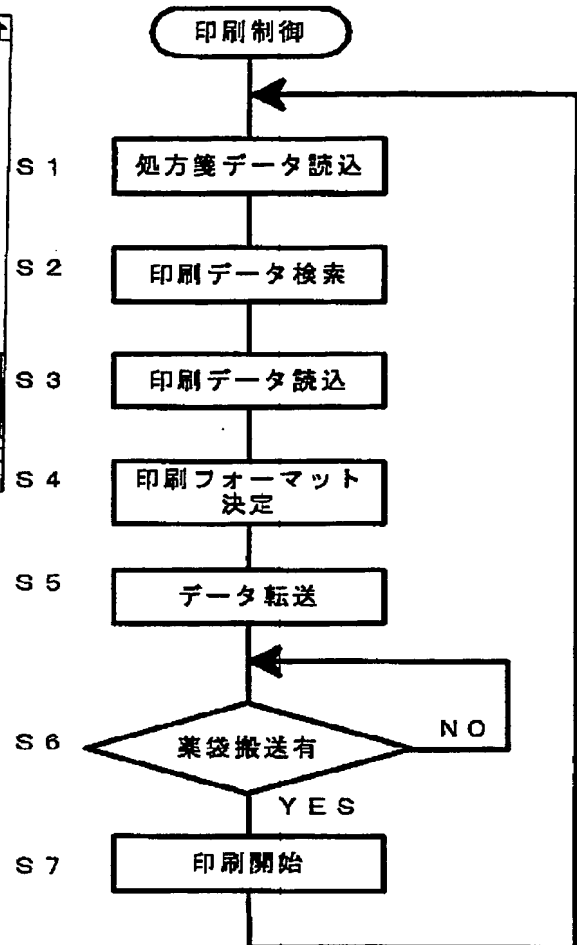 印刷制御
S1 処方箋データ読込
S2 印刷データ検索
S3 印刷データ読込
S4 印刷フォーマット
決定
S5 データ転送
S6 薬袋搬送有 NO
YES
S7 印刷開始